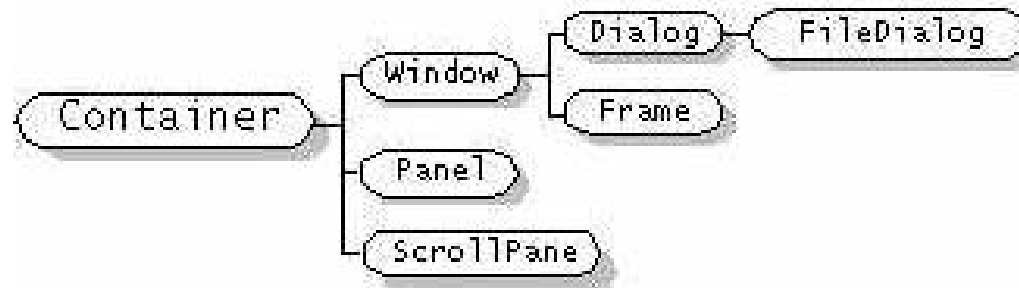 Container
Window
Dialog
FileDialog
Frame
Panel
ScrollPane